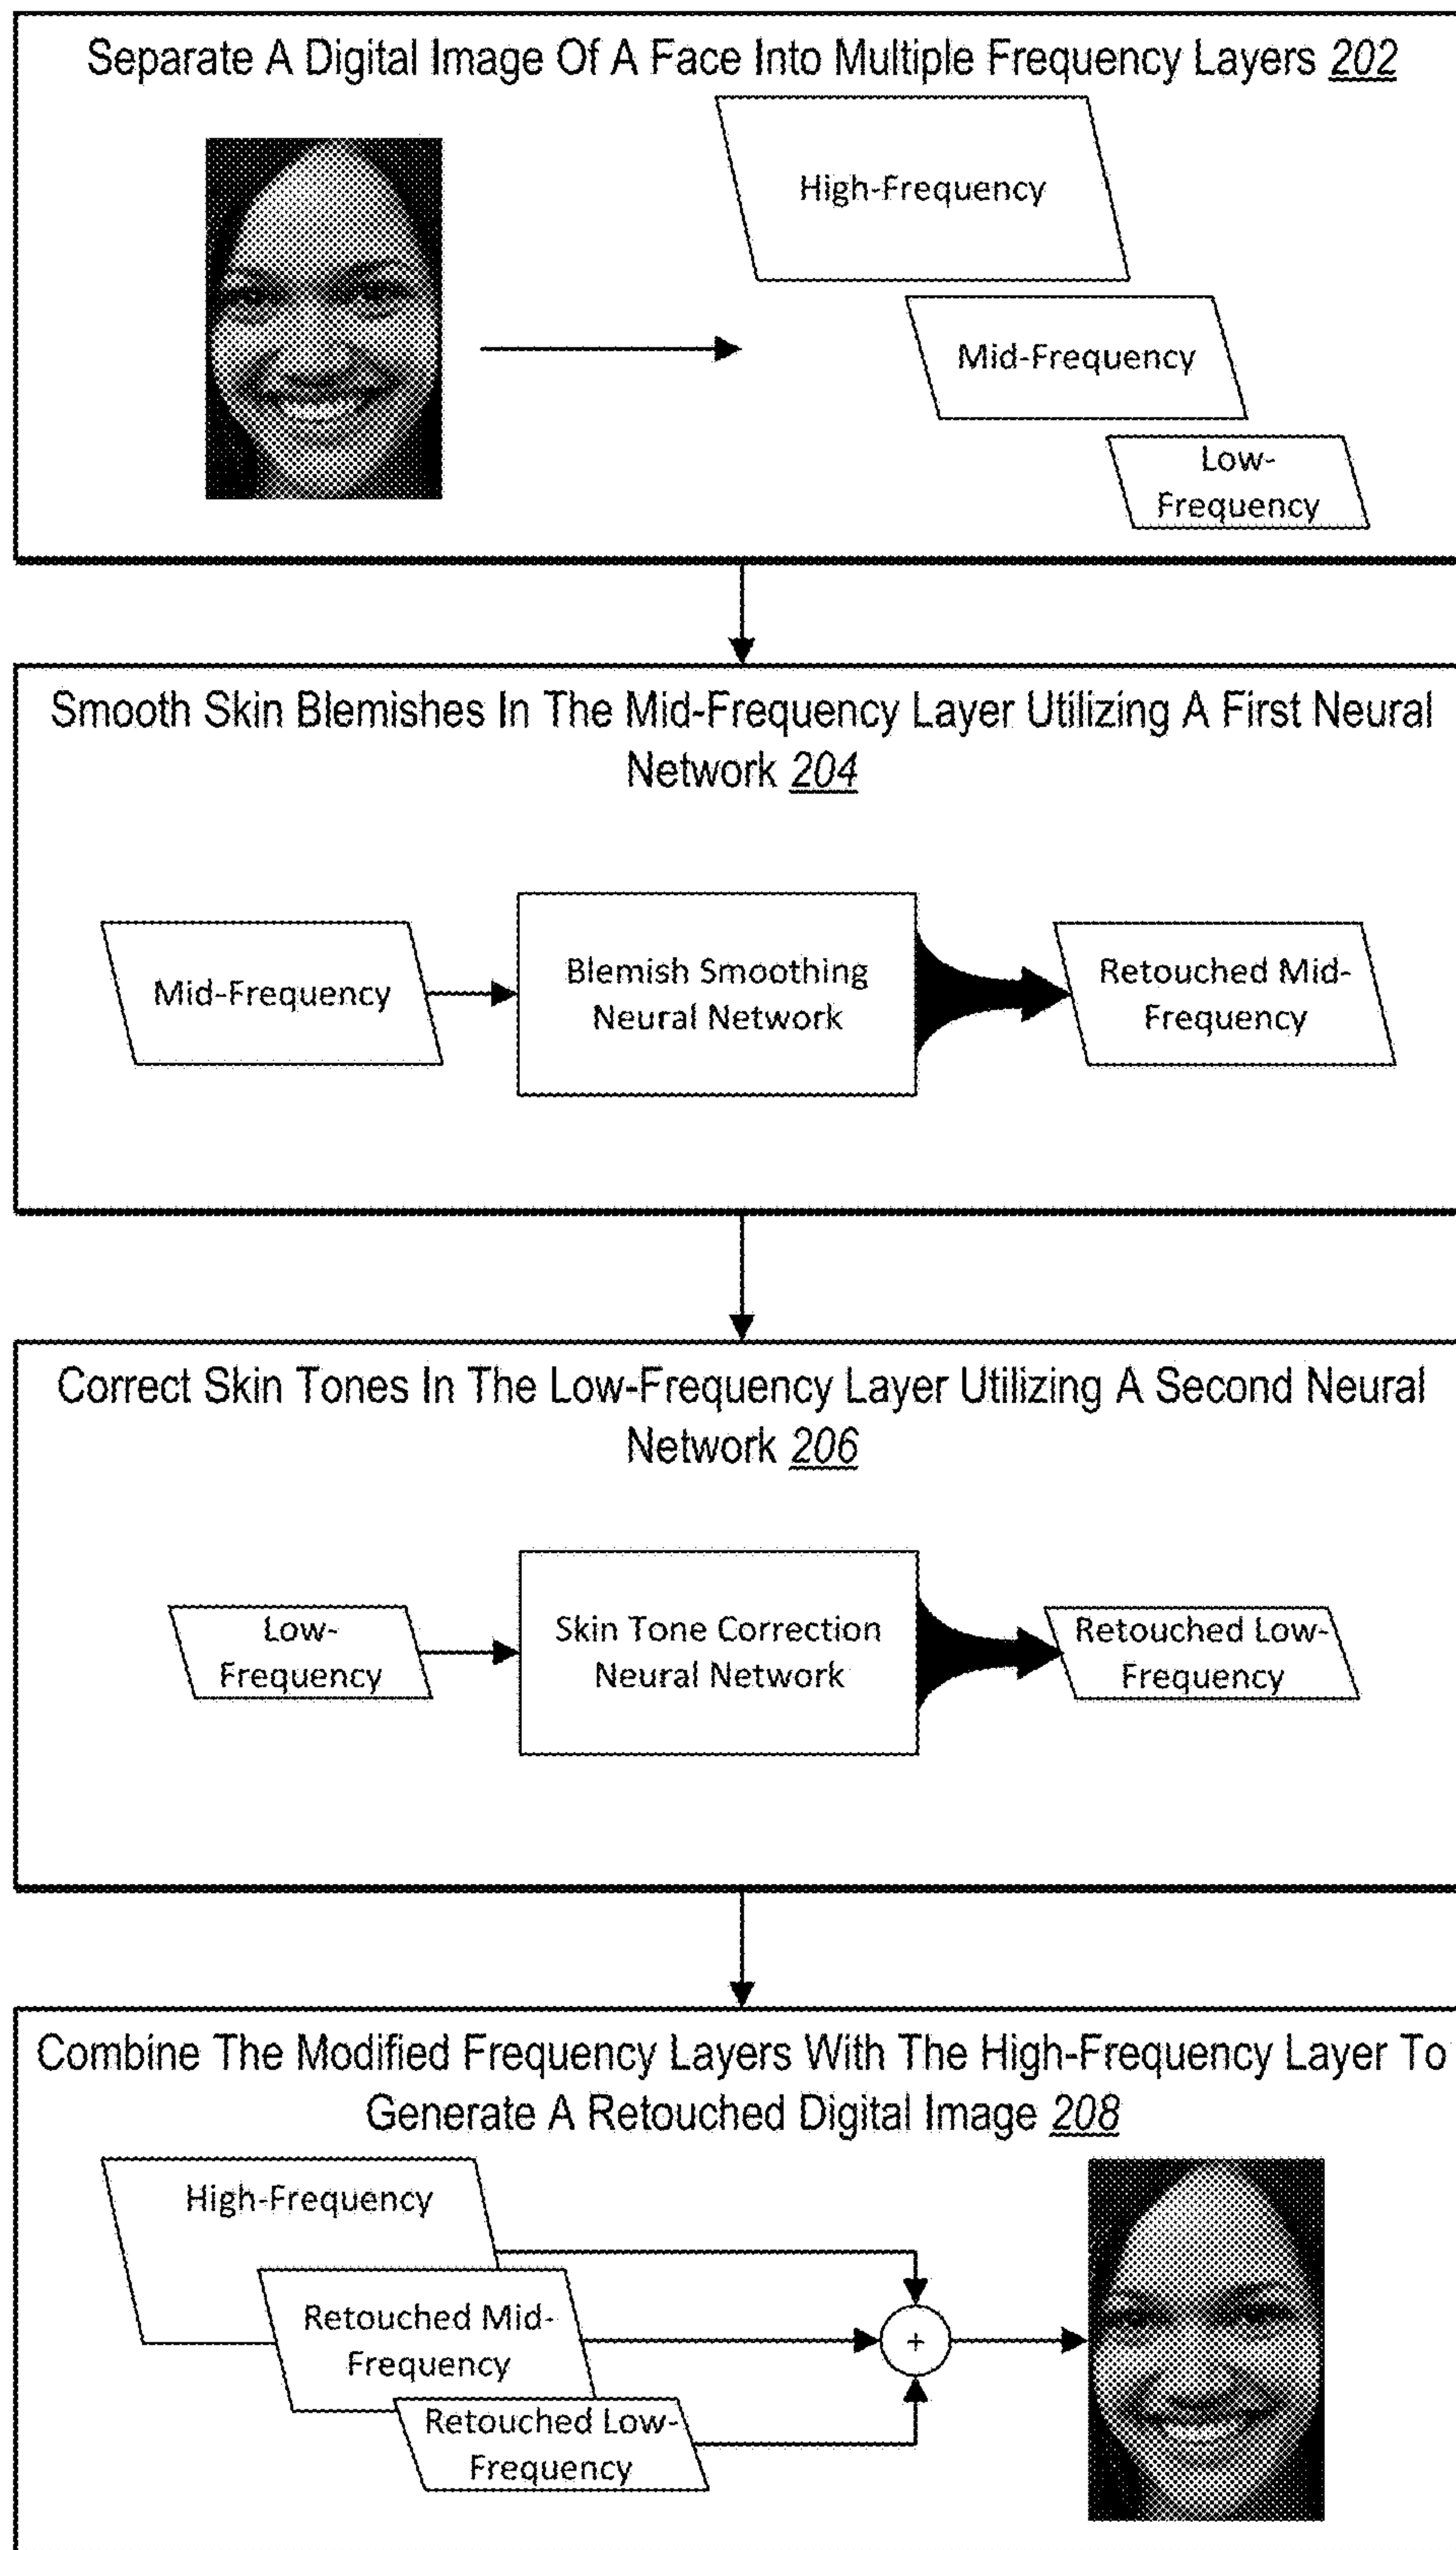 Separate A Digital Image Of A Face Into Multiple Frequency Layers 202
High-Frequency
Mid-Frequency
Low-
Frequency
Smooth Skin Blemishes In The Mid-Frequency Layer Utilizing A First Neural
Network 204
Mid-Frequency
Blemish Smoothing
Neural Network
Retouched Mid-
Frequency
Correct Skin Tones In The Low-Frequency Layer Utilizing A Second Neural
Network 206
Low-
Frequency
Skin Tone Correction
Neural Network
Retouched Low-
Frequency
Combine The Modified Frequency Layers With The High-Frequency Layer To
Generate A Retouched Digital Image 208
High-Frequency
Retouched Mid-
Frequency
Retouched Low-
Frequency
+